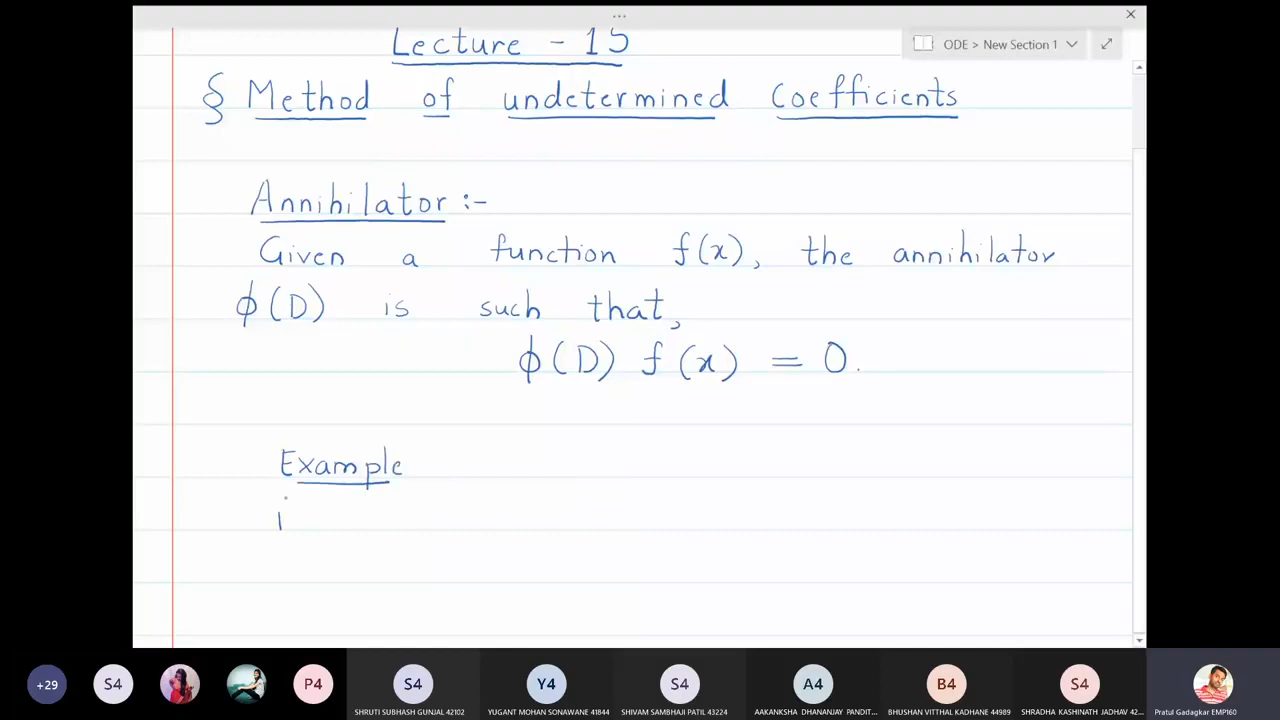 Lecture - 15
ODE > New Section 1
§ Method of undetermined Coefficients
Annihilator :-
Given a function f(x), the annihilator
ϕ(D) is such that,
ϕ(D) f(x) = 0.
Example
i
+29
S4
P4
S4
Y4
S4
A4
B4
S4
SHRUTI SUBHASH GUNJAL 42102
YUGANT MOHAN SONAWANE 41844
SHIVAM SAMBHAJI PATIL 43224
AAKANKSHA DHANANJAY PANDIT...
BHUSHAN VITTHAL KADHANE 44989
SHRADHA KASHINATH JADHAV 42...
Pratul Gadagkar EMP160